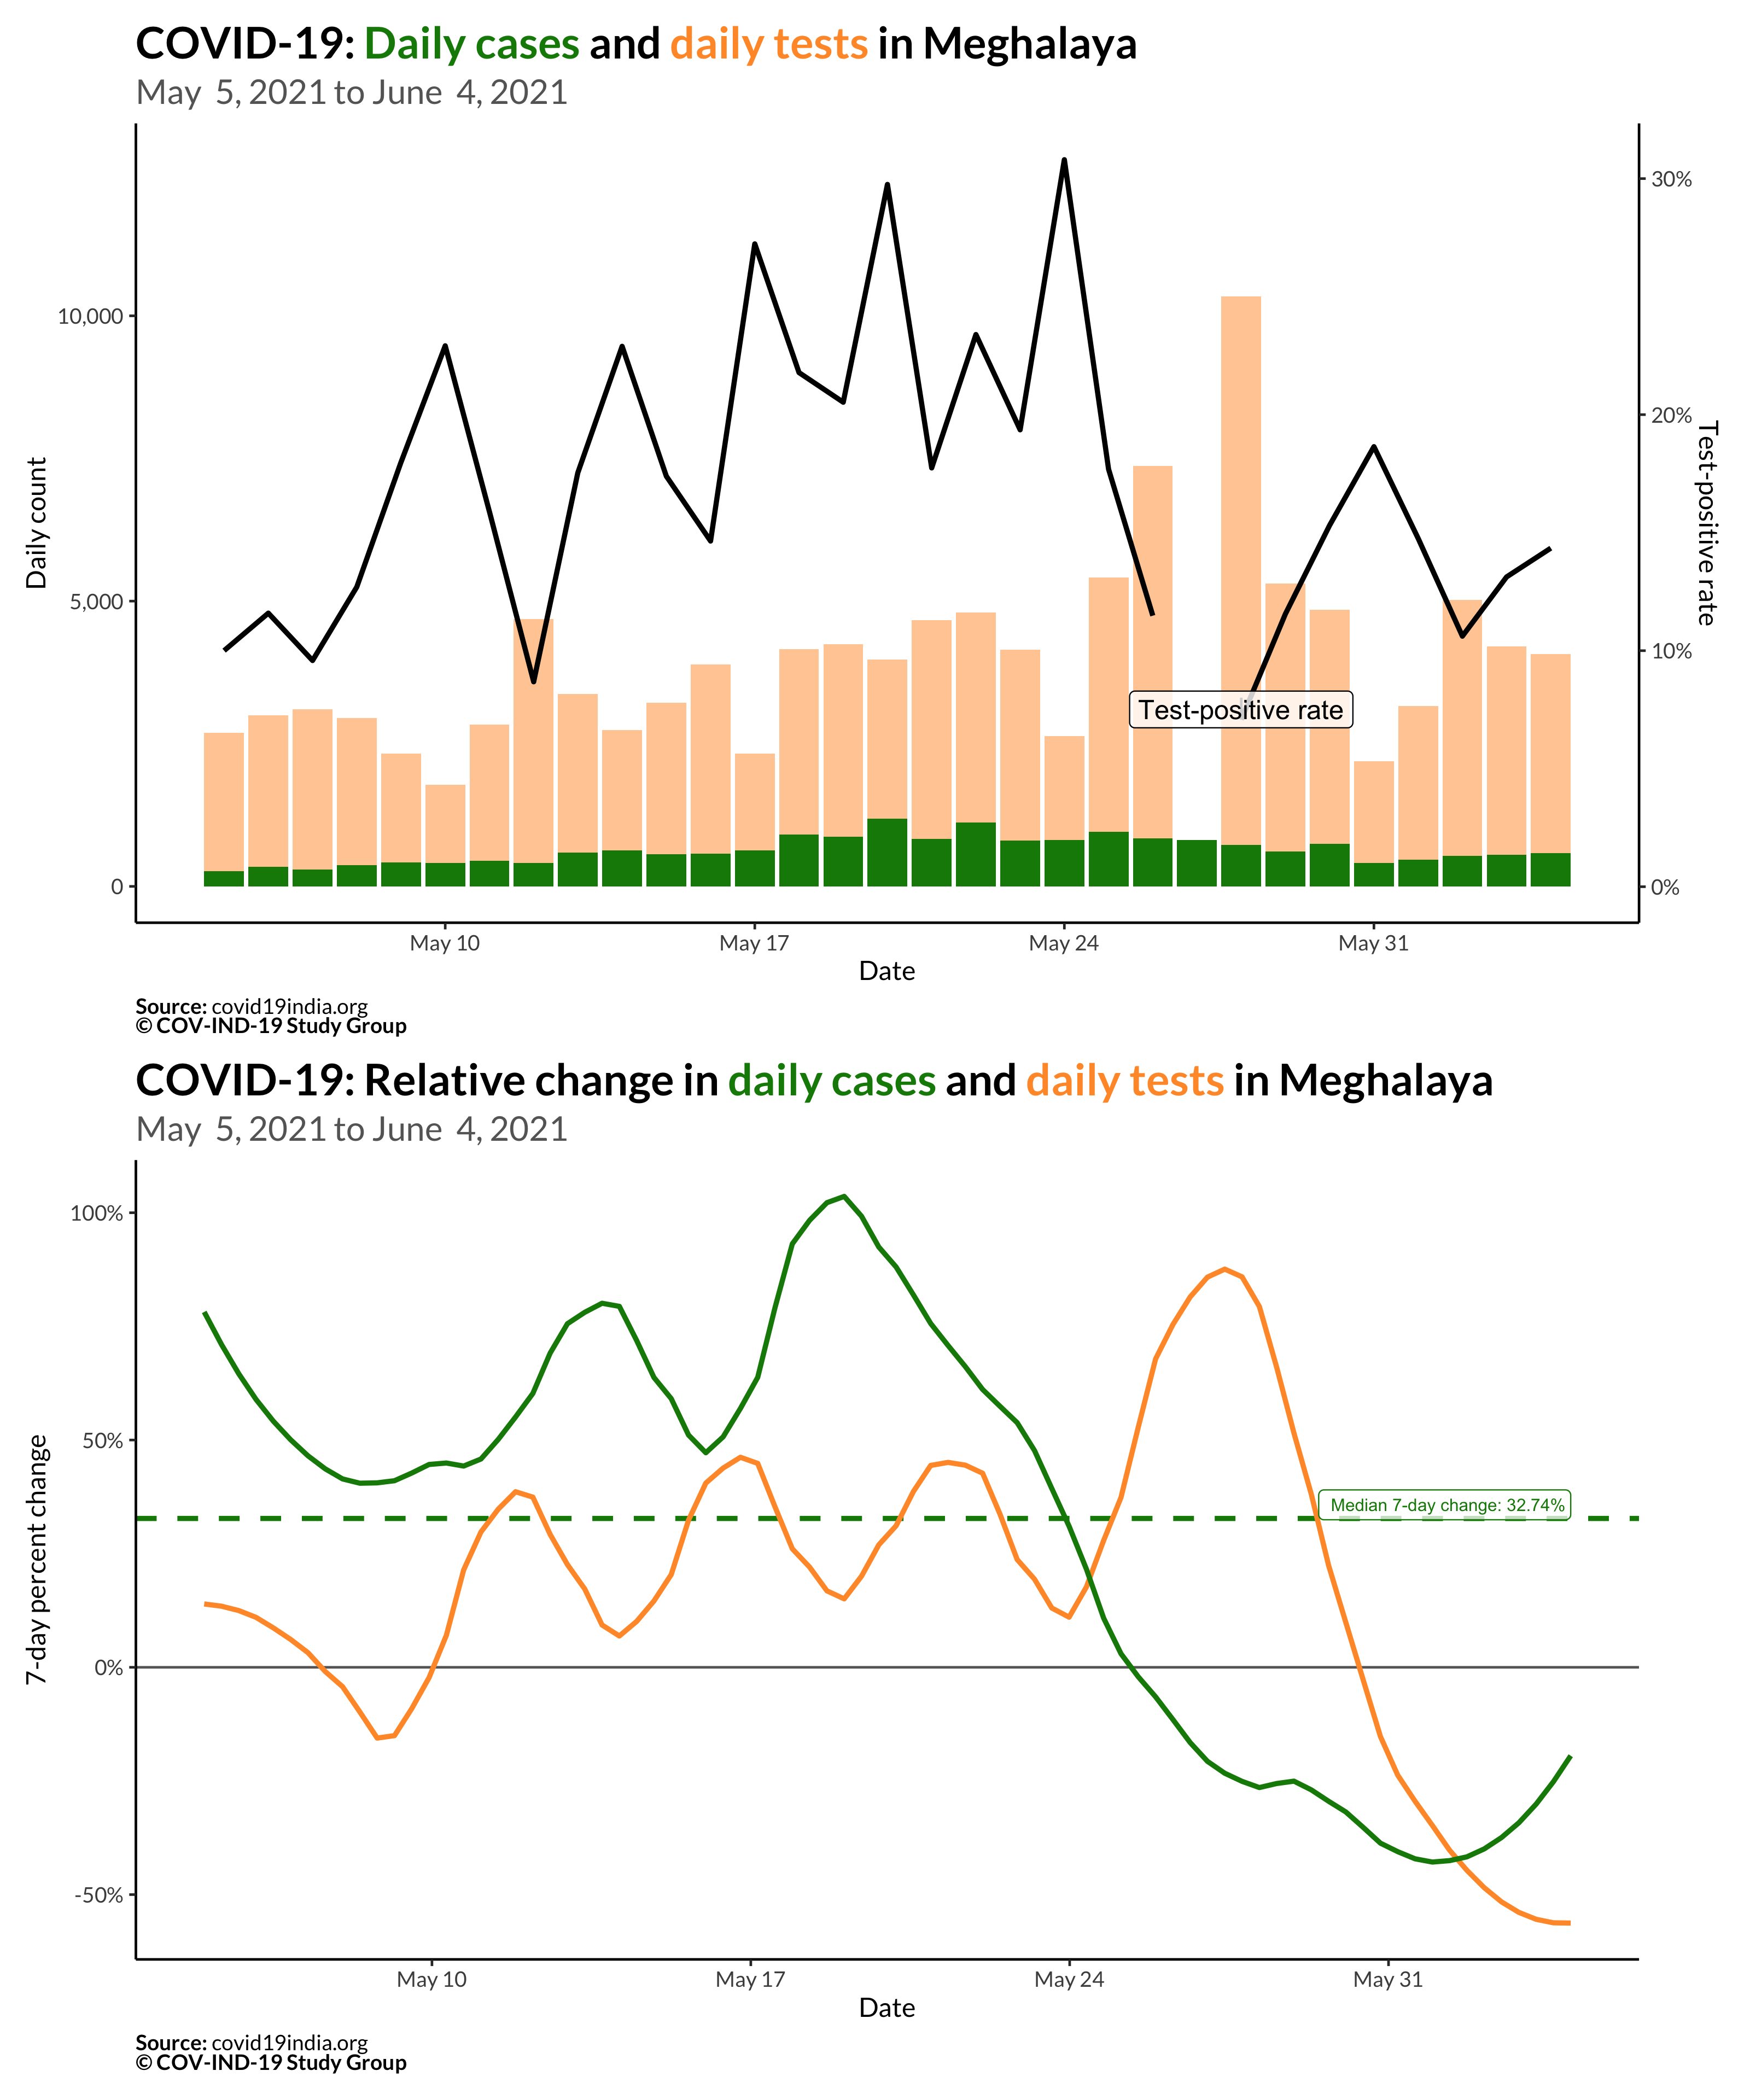 COVID-19: Daily cases and daily tests in Meghalaya
May 5, 2021 to June 4, 2021
Daily count
10,000
5,000
0
30%
20%
10%
0%
Test-positive rate
Test-positive rate
May 10
May 17
May 24
May 31
Date
Source: covid19india.org
© COV-IND-19 Study Group
COVID-19: Relative change in daily cases and daily tests in Meghalaya
May 5, 2021 to June 4, 2021
7-day percent change
100%
50%
0%
-50%
Median 7-day change: 32.74%
May 10
May 17
May 24
May 31
Date
Source: covid19india.org
© COV-IND-19 Study Group